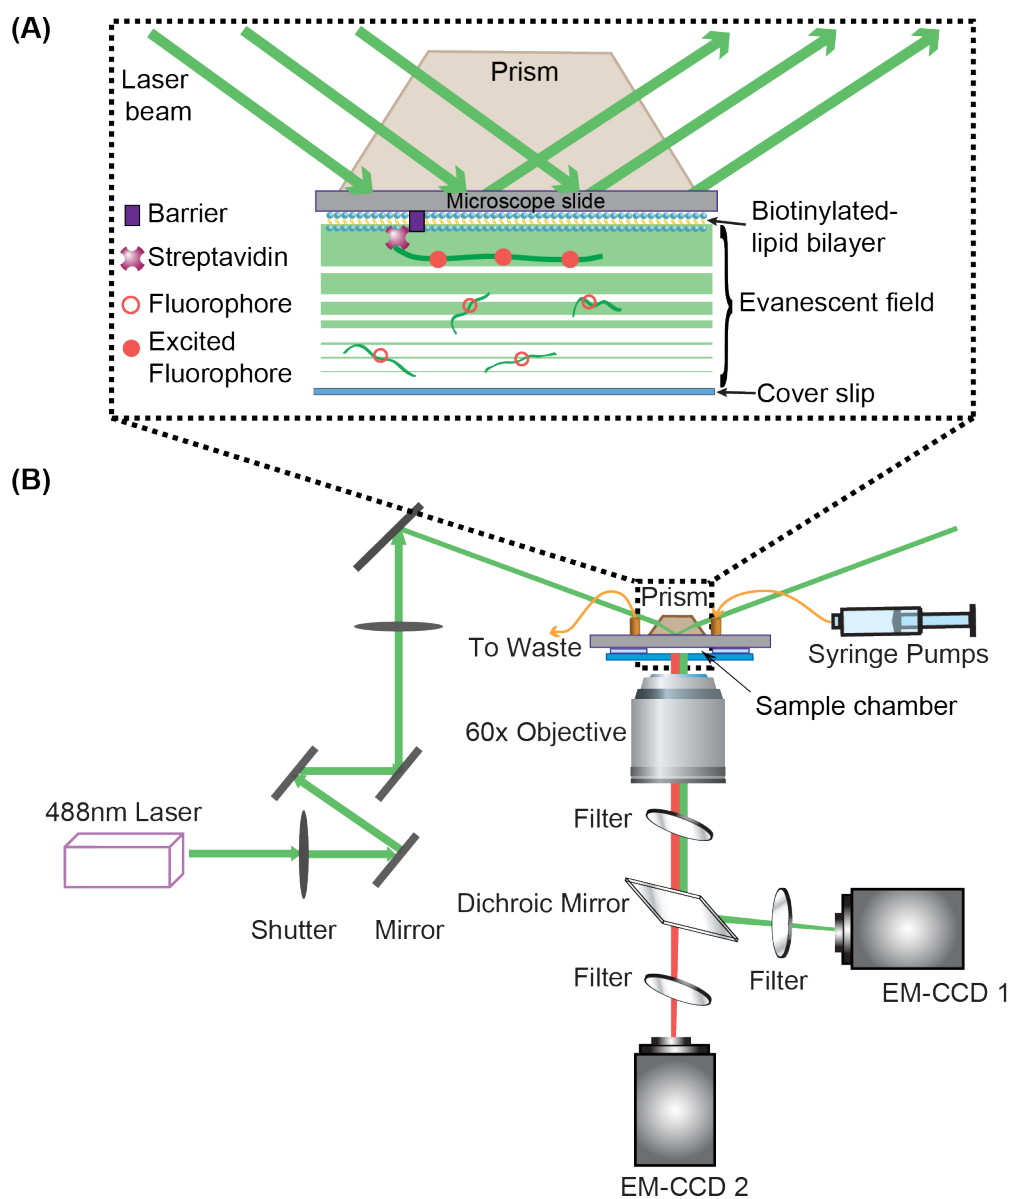 (A)
Prism
Laser
beam
Microscope slide
Barrier
Biotinylated-
lipid bilayer
Streptavidin
Fluorophore
Evanescent field
Excited
Fluorophore
Cover slip
(B)
Prism
To Waste
Syringe Pumps
Sample chamber
60x Objective
488nm Laser
Filter
Dichroic Mirror
Shutter
Mirror
Filter
Filter
EM-CCD 1
EM-CCD 2